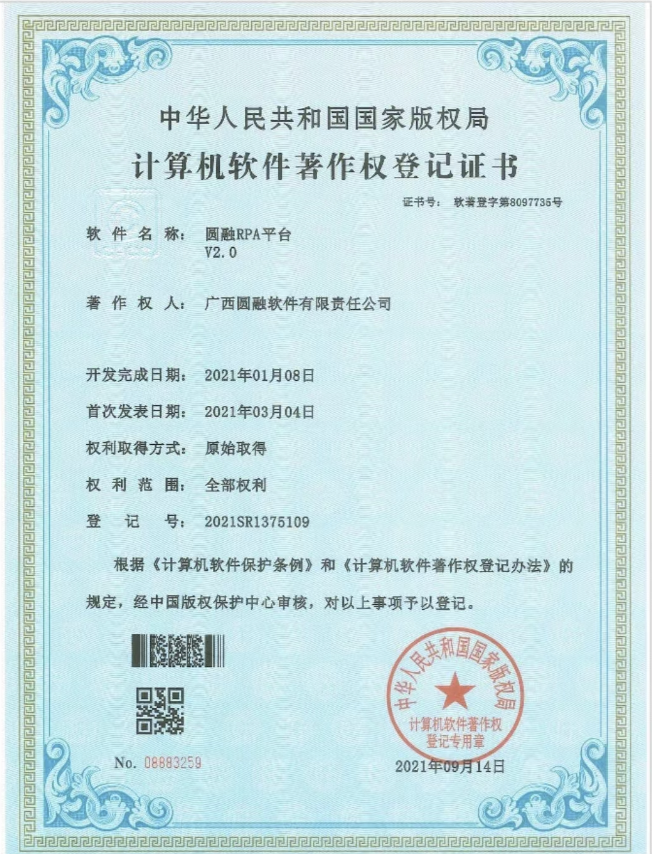 中华人民共和国国家版权局
计算机软件著作权登记证书
证书号： 软著登字第8097735号
软件名称： 圆融RPA平台
V2.0
著作权人： 广西圆融软件有限责任公司
开发完成日期： 2021年01月08日
首次发表日期： 2021年03月04日
权利取得方式： 原始取得
权利范围： 全部权利
登记号： 2021SR1375109
根据《计算机软件保护条例》和《计算机软件著作权登记办法》的
规定，经中国版权保护中心审核，对以上事项予以登记。
中华人民共和国国家版权局
计算机软件著作权
登记专用章
No. 08883259
2021年09月14日